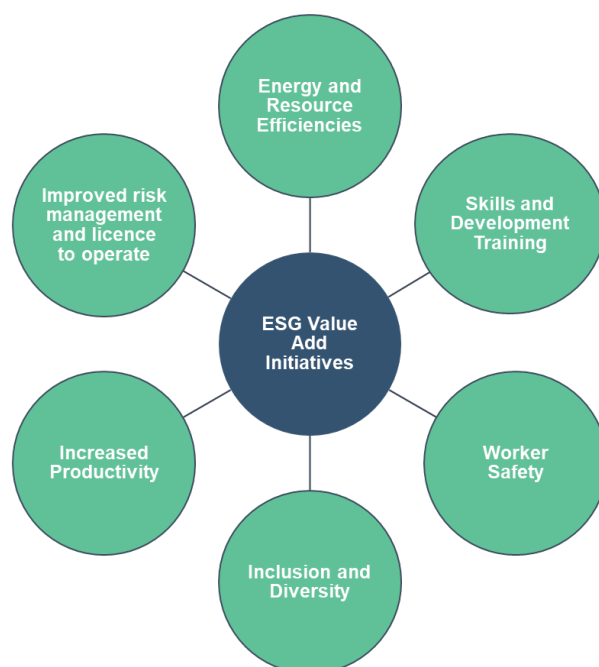 Energy and
Resource
Efficiencies
Improved risk
management
and licence
to operate
Skills and
Development
Training
ESG Value
Add
Initiatives
Increased
Productivity
Worker
Safety
Inclusion and
Diversity